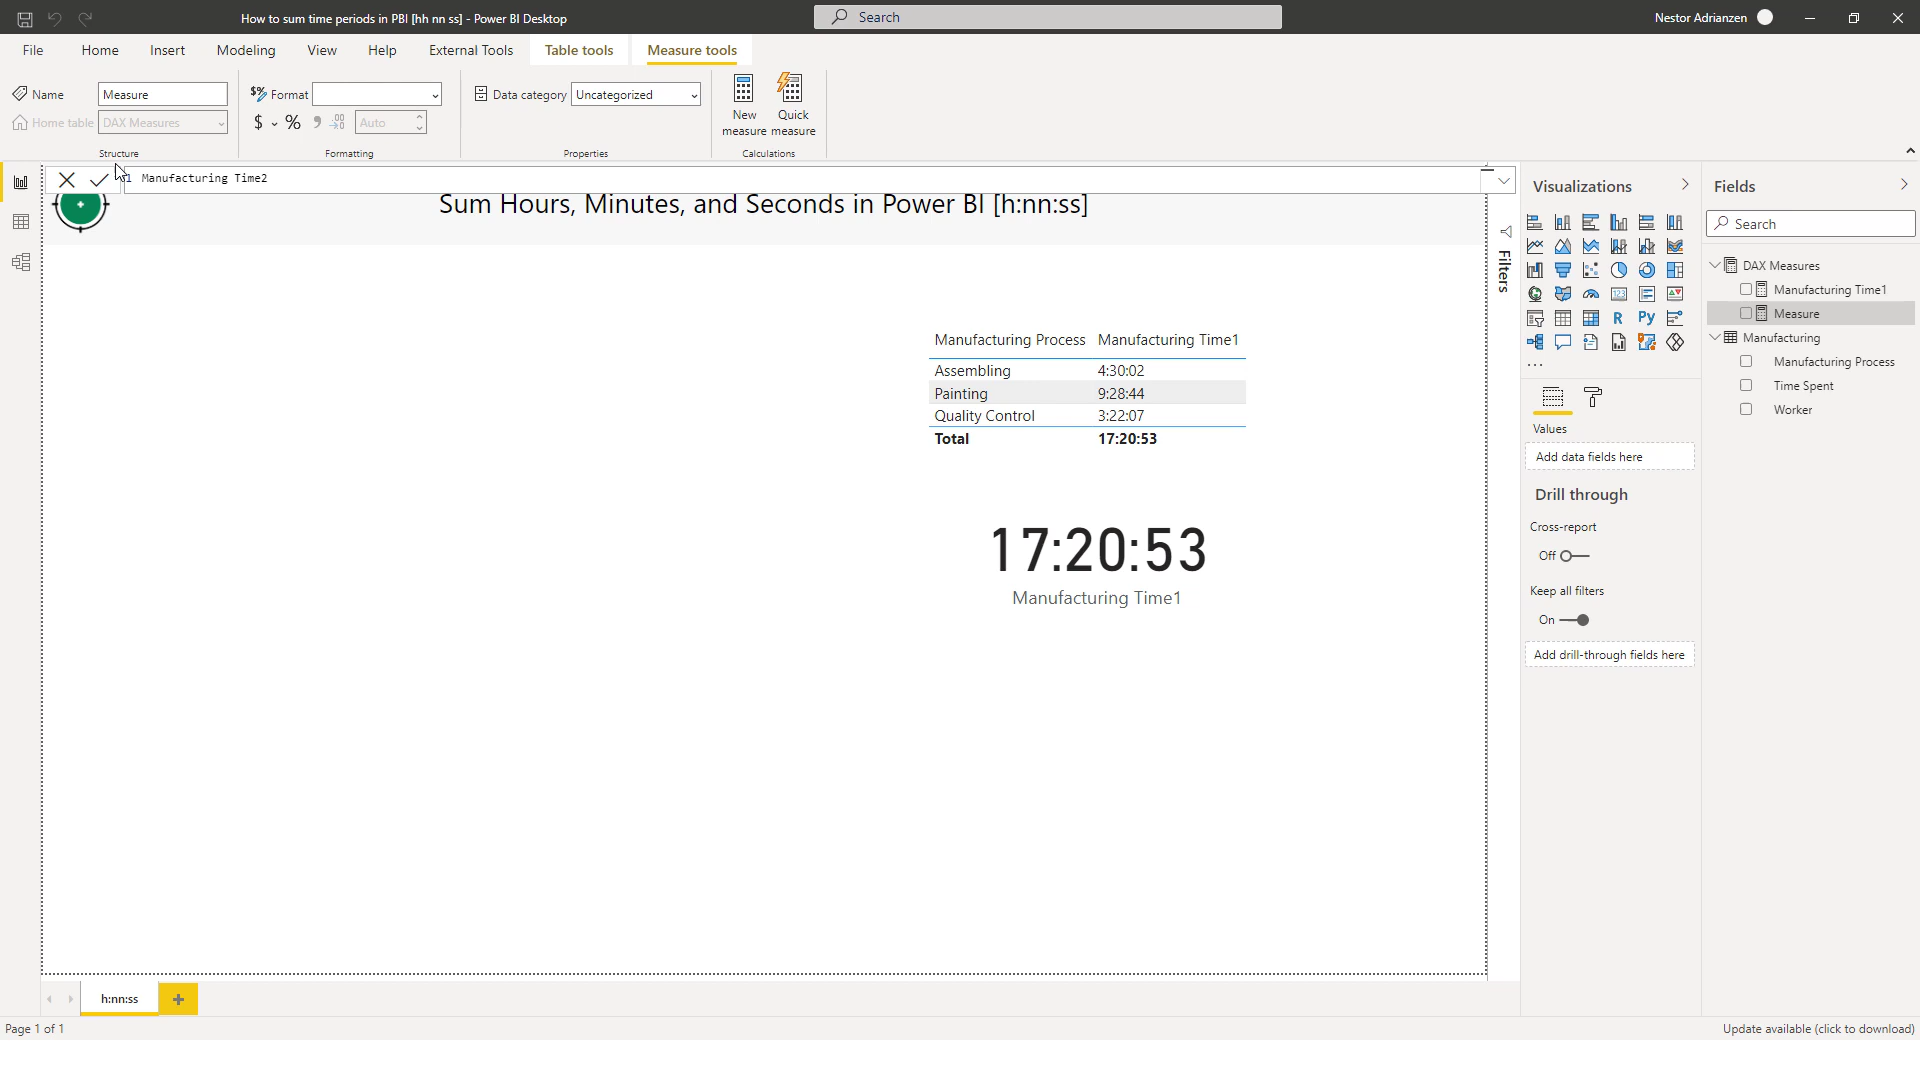 How to sum time periods in PBI [hh nn ss] - Power BI Desktop
Search
Nestor Adrianzen
File Home Insert Modeling View Help External Tools Table tools Measure tools
Name Measure
Home table DAX Measures
Structure
$% Format
$ % Auto
Formatting
Data category Uncategorized
Properties
New measure
Quick measure
Calculations
1 Manufacturing Time2
Sum Hours, Minutes, and Seconds in Power BI [h:nn:ss]
Manufacturing Process Manufacturing Time1
Assembling 4:30:02
Painting 9:28:44
Quality Control 3:22:07
Total 17:20:53
17:20:53
Manufacturing Time1
Filters
Visualizations
123
R
Py
Values
Add data fields here
Drill through
Cross-report
Off
Keep all filters
On
Add drill-through fields here
Fields
Search
DAX Measures
Manufacturing Time1
Measure
Manufacturing
Manufacturing Process
Time Spent
Worker
h:nn:ss
Page 1 of 1
Update available (click to download)